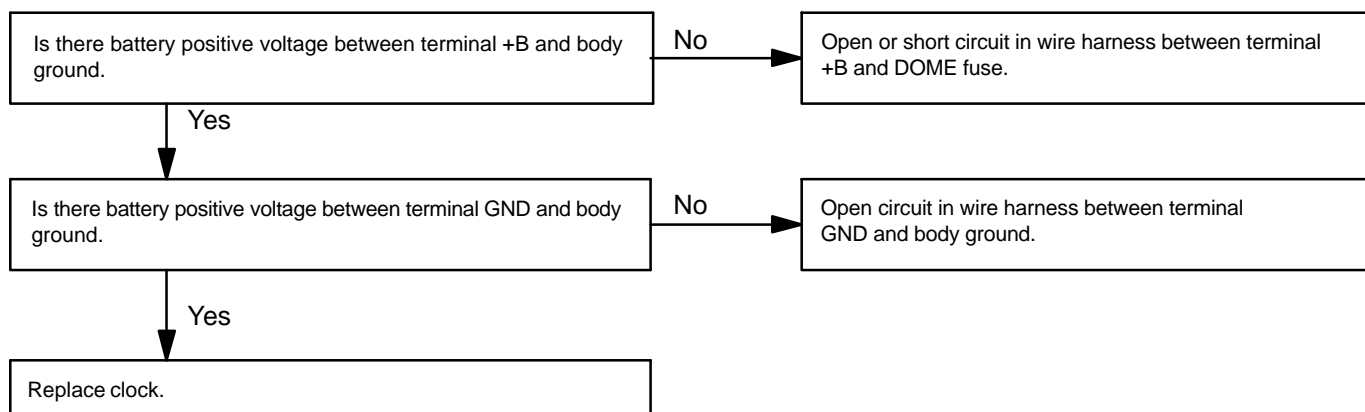 Is there battery positive voltage between terminal +B and body
ground.
No
Open or short circuit in wire harness between terminal
+B and DOME fuse.
Yes
Is there battery positive voltage between terminal GND and body
ground.
No
Open circuit in wire harness between terminal
GND and body ground.
Yes
Replace clock.